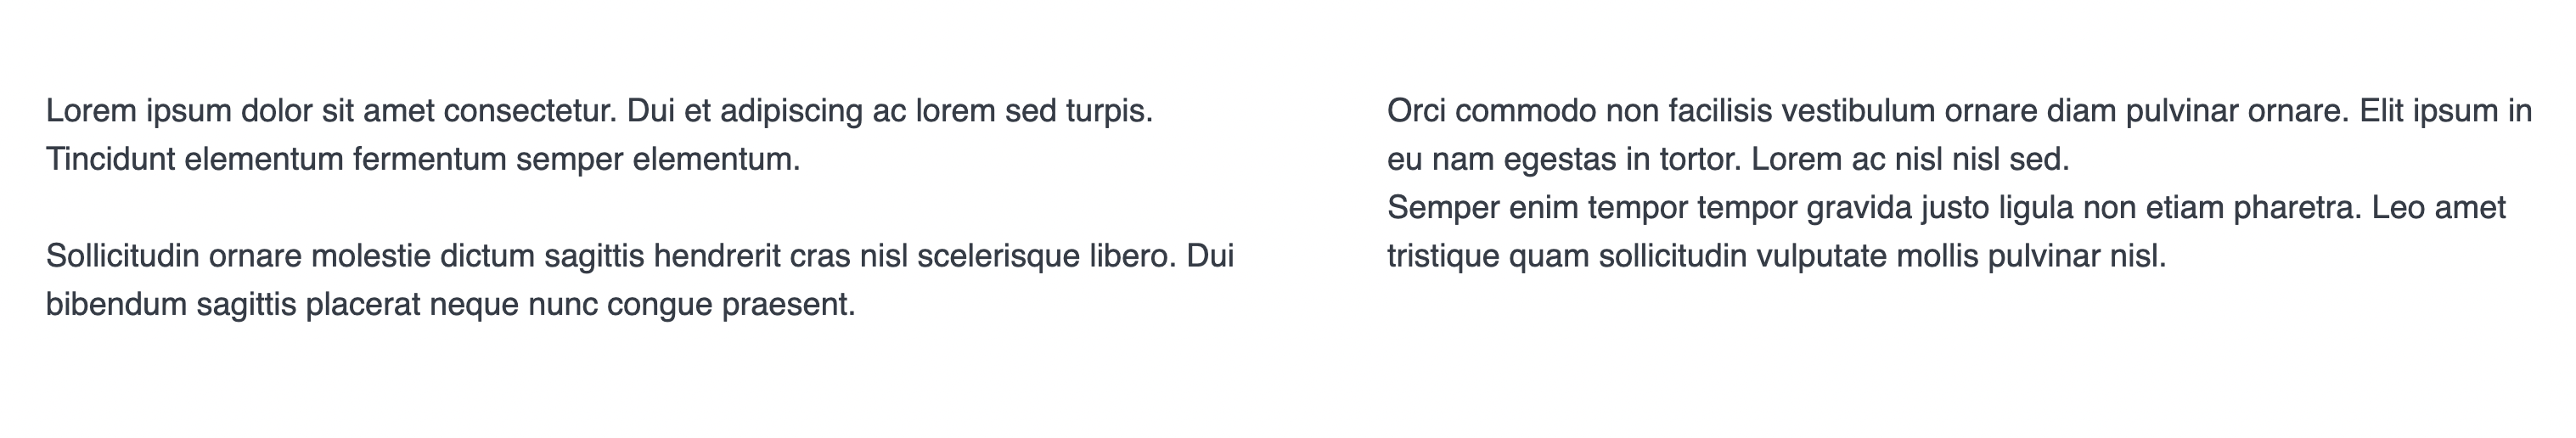 Lorem ipsum dolor sit amet consectetur. Dui et adipiscing ac lorem sed turpis.
Tincidunt elementum fermentum semper elementum.
Sollicitudin ornare molestie dictum sagittis hendrerit cras nisl scelerisque libero. Dui
bibendum sagittis placerat neque nunc congue praesent.
Orci commodo non facilisis vestibulum ornare diam pulvinar ornare. Elit ipsum in
eu nam egestas in tortor. Lorem ac nisl nisl sed.
Semper enim tempor tempor gravida justo ligula non etiam pharetra. Leo amet
tristique quam sollicitudin vulputate mollis pulvinar nisl.